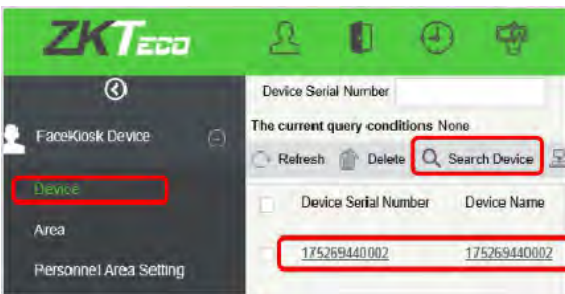 ZKTECO
Device Serial Number
FaceKiosk Device
The current query conditions None
Refresh Delete Search Device
Device
Device Serial Number Device Name
Area
175269440002 175269440002
Personnel Area Setting